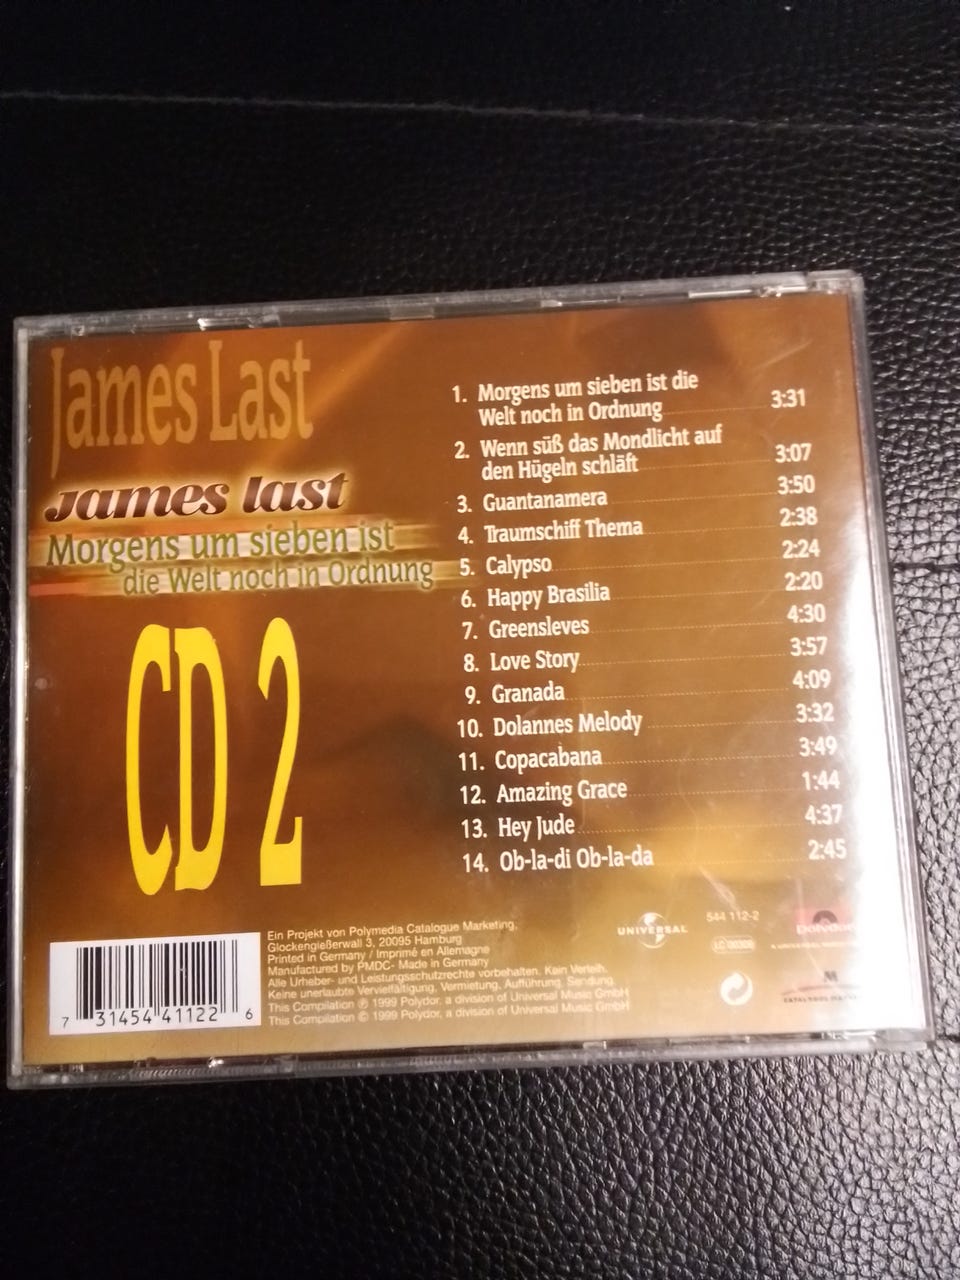 James Last
james last
Morgens um sieben ist
die Welt noch in Ordnung
CD 2
1. Morgens um sieben ist die
Welt noch in Ordnung 3:31
2. Wenn süß das Mondlicht auf
den Hügeln schläft 3:07
3. Guantanamera 3:50
4. Traumschiff Thema 2:38
5. Calypso 2:24
6. Happy Brasilia 2:20
7. Greensleves 4:30
8. Love Story 3:57
9. Granada 4:09
10. Dolannes Melody 3:32
11. Copacabana 3:49
12. Amazing Grace 1:44
13. Hey Jude 4:37
14. Ob-la-di Ob-la-da 2:45
Ein Projekt von Polymedia Catalogue Marketing,
Glockengießerwall 3, 20095 Hamburg
Printed in Germany / Imprimé en Allemagne
Manufactured by PMDC- Made in Germany
Alle Urheber- und Leistungsschutzrechte vorbehalten. Kein Verleih.
Keine unerlaubte Vervielfältigung, Vermietung, Aufführung, Sendung.
This Compilation ℗ 1999 Polydor, a division of Universal Music GmbH
This Compilation © 1999 Polydor, a division of Universal Music GmbH
7 31454 41122 6
UNIVERSAL
544 112-2
LC 00309
Polydor